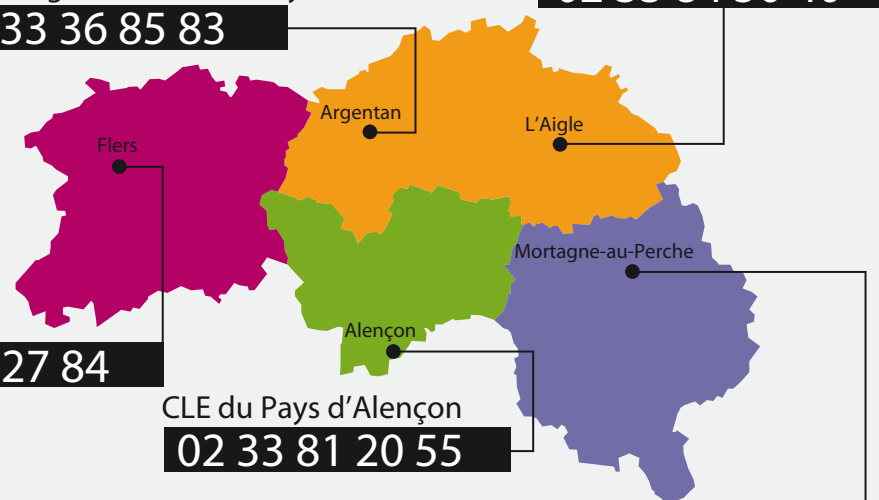 33 36 85 83
Argentan
L'Aigle
Flers
Mortagne-au-Perche
Alençon
27 84
CLE du Pays d'Alençon
02 33 81 20 55